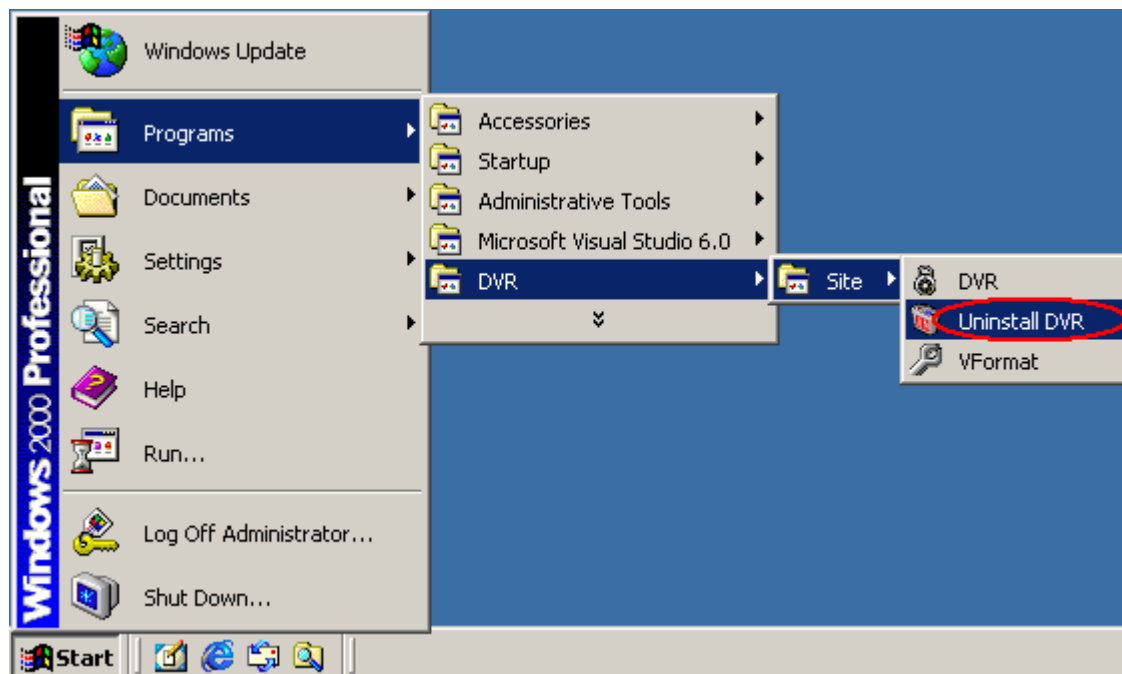 Windows 2000 Professional
Windows Update
Programs
Documents
Settings
Search
Help
Run...
Log Off Administrator...
Shut Down...
Accessories
Startup
Administrative Tools
Microsoft Visual Studio 6.0
DVR
Site
DVR
Uninstall DVR
VFormat
Start